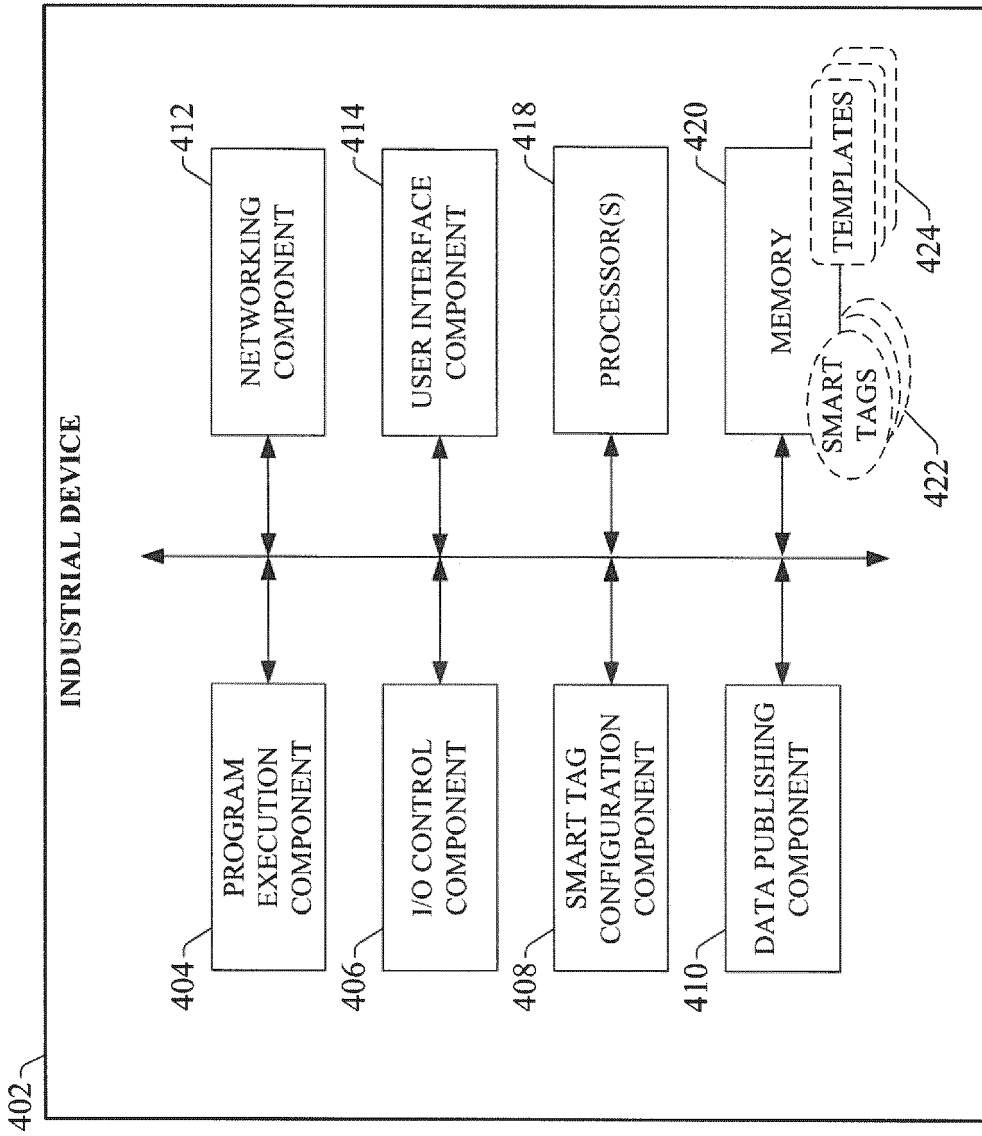 402
INDUSTRIAL DEVICE
404
PROGRAM
EXECUTION
COMPONENT
406
I/O CONTROL
COMPONENT
408
SMART TAG
CONFIGURATION
COMPONENT
410
DATA PUBLISHING
COMPONENT
412
NETWORKING
COMPONENT
414
USER INTERFACE
COMPONENT
418
PROCESSOR(S)
420
MEMORY
SMART
TAGS
422
TEMPLATES
424